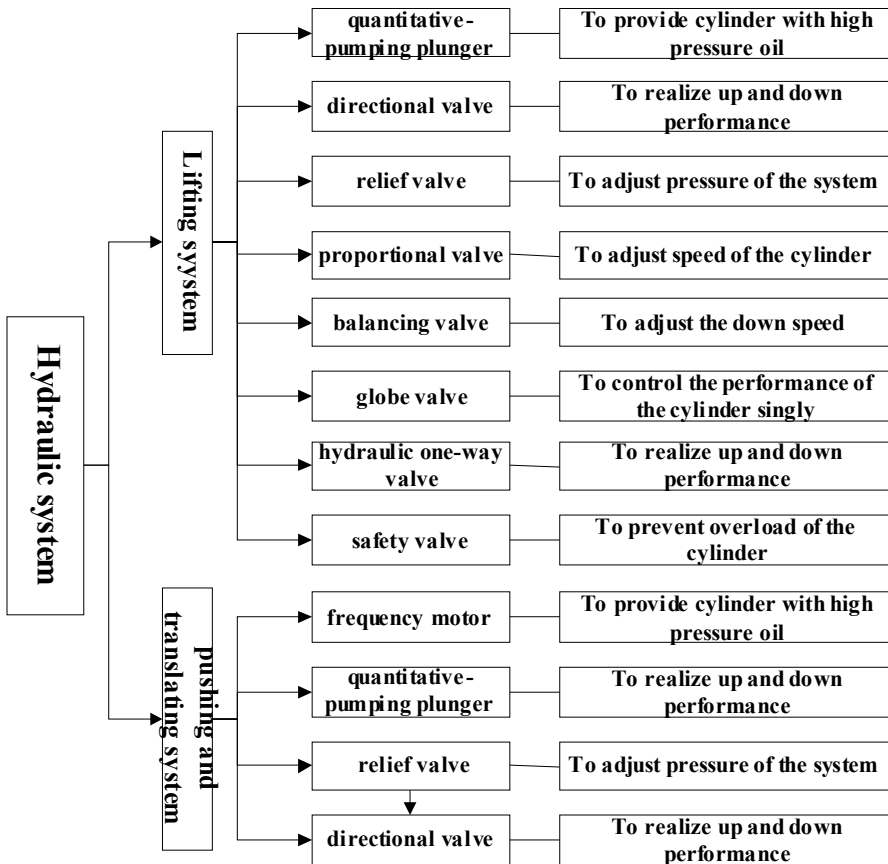 Hydraulic system
Lifting syystem
quantitative-
pumping plunger
To provide cylinder with high
pressure oil
directional valve
To realize up and down
performance
relief valve
To adjust pressure of the system
proportional valve
To adjust speed of the cylinder
balancing valve
To adjust the down speed
globe valve
To control the performance of
the cylinder singly
hydraulic one-way
valve
To realize up and down
performance
safety valve
To prevent overload of the
cylinder
pushing and
translating system
frequency motor
To provide cylinder with high
pressure oil
quantitative-
pumping plunger
To realize up and down
performance
relief valve
To adjust pressure of the system
directional valve
To realize up and down
performance